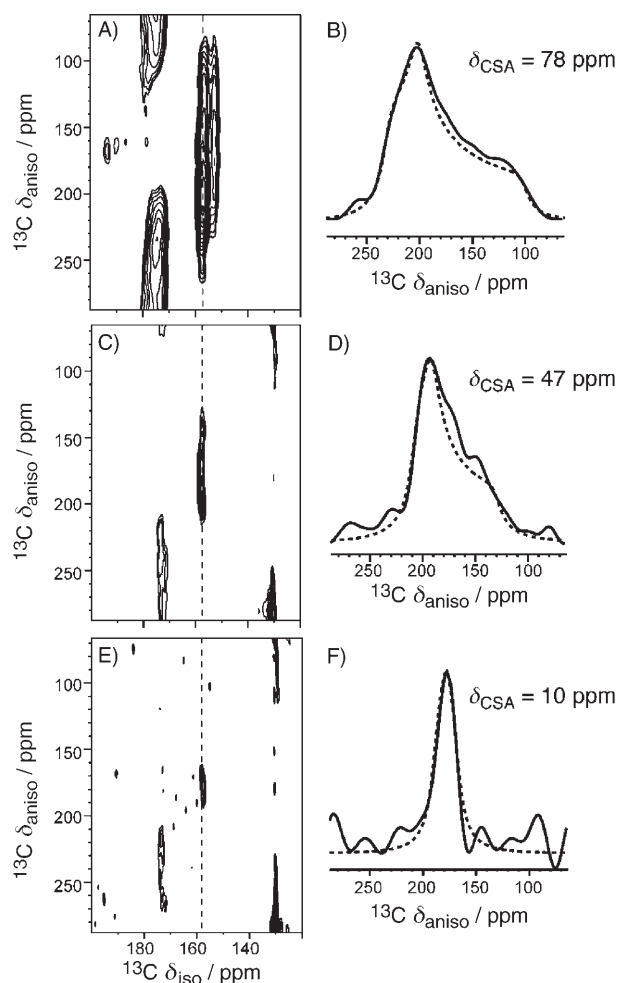 A)
100
150
200
250
¹³C δaniso / ppm
B)
δCSA = 78 ppm
250 200 150 100
¹³C δaniso / ppm
C)
100
150
200
250
¹³C δaniso / ppm
D)
δCSA = 47 ppm
250 200 150 100
¹³C δaniso / ppm
E)
100
150
200
250
¹³C δaniso / ppm
180 160 140
¹³C δiso / ppm
F)
δCSA = 10 ppm
250 200 150 100
¹³C δaniso / ppm